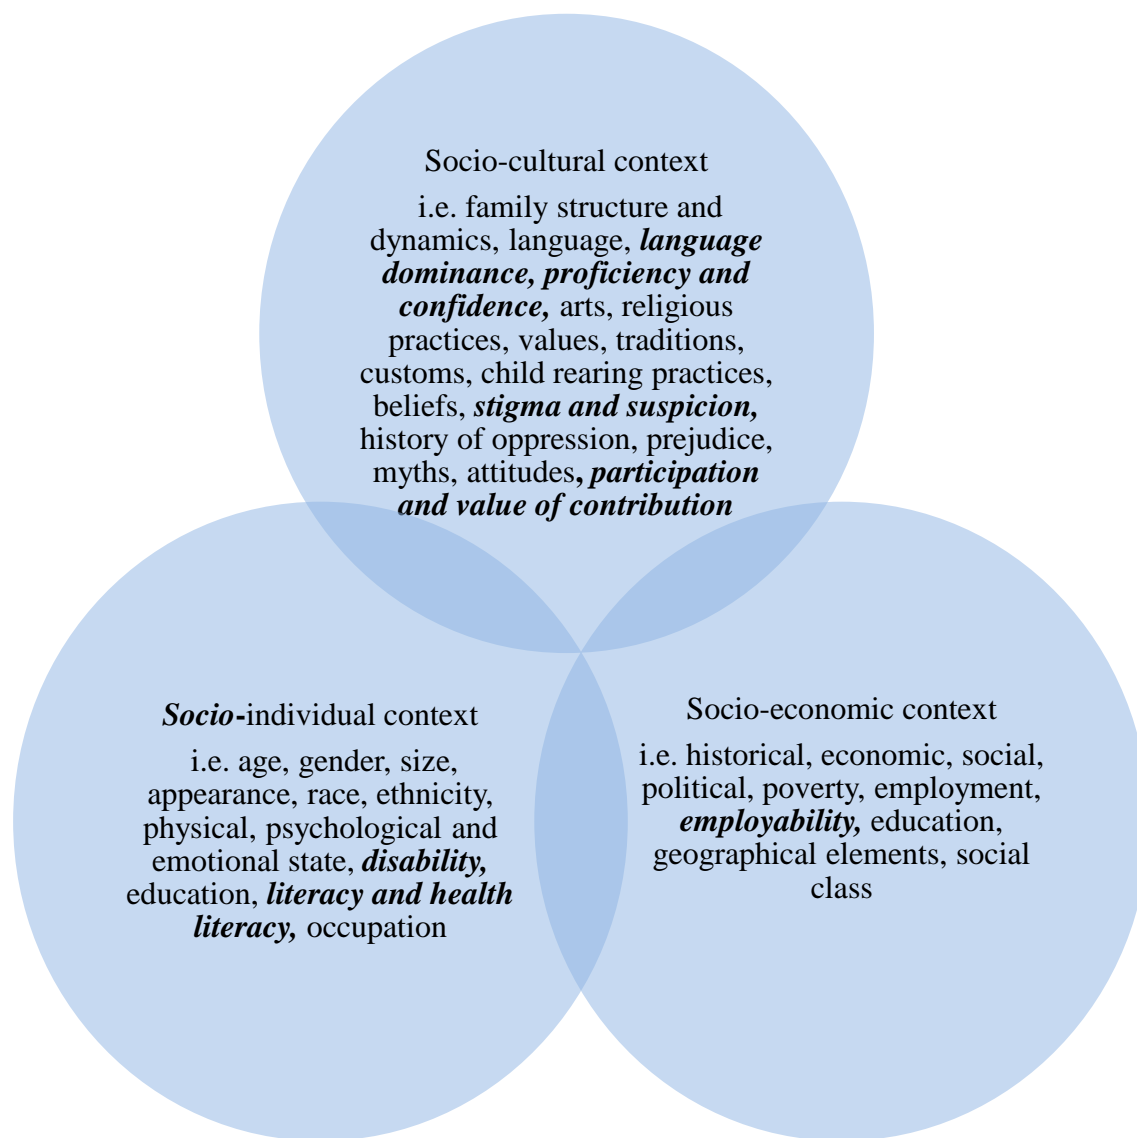 Socio-cultural context
i.e. family structure and
dynamics, language, language
dominance, proficiency and
confidence, arts, religious
practices, values, traditions,
customs, child rearing practices,
beliefs, stigma and suspicion,
history of oppression, prejudice,
myths, attitudes, participation
and value of contribution
Socio-individual context
i.e. age, gender, size,
appearance, race, ethnicity,
physical, psychological and
emotional state, disability,
education, literacy and health
literacy, occupation
Socio-economic context
i.e. historical, economic, social,
political, poverty, employment,
employability, education,
geographical elements, social
class